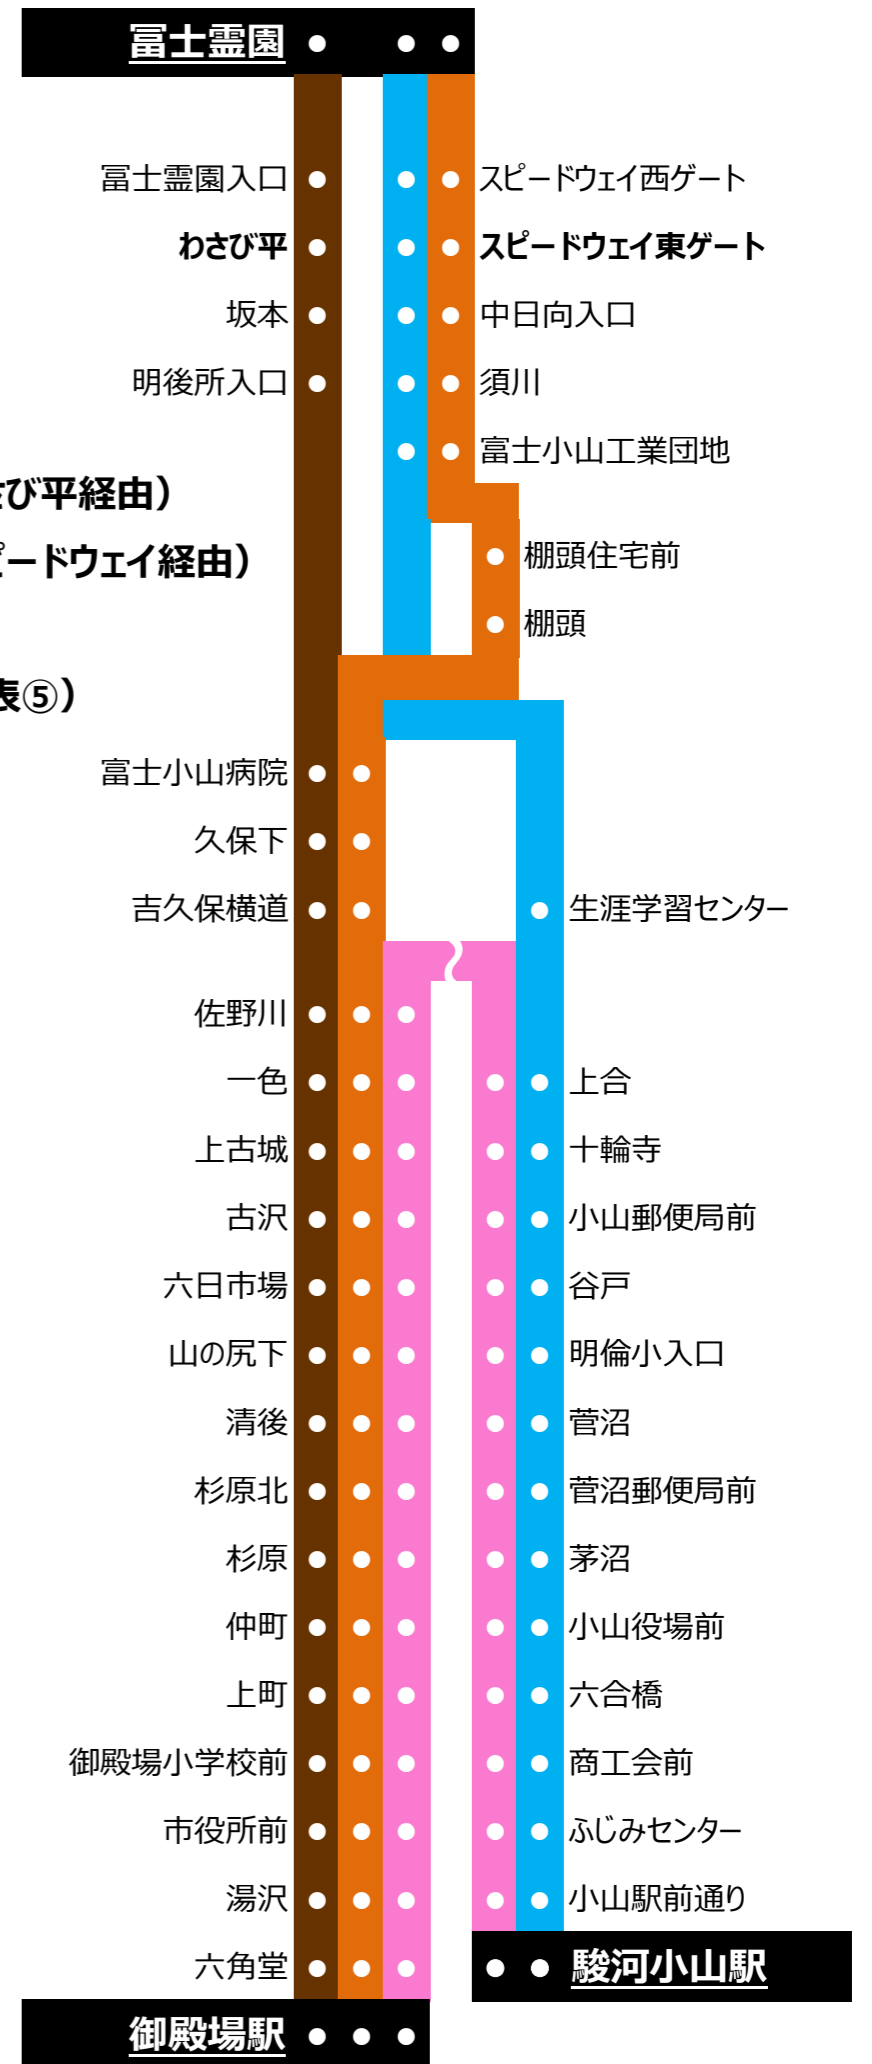 冨士霊園
冨士霊園入口
スピードウェイ西ゲート
わさび平
スピードウェイ東ゲート
坂本
中日向入口
明後所入口
須川
富士小山工業団地
び平経由）
ードウェイ経由）
棚頭住宅前
棚頭
表⑤）
富士小山病院
久保下
吉久保横道
生涯学習センター
佐野川
一色
上合
上古城
十輪寺
古沢
小山郵便局前
六日市場
谷戸
山の尻下
明倫小入口
清後
菅沼
杉原北
菅沼郵便局前
杉原
茅沼
仲町
小山役場前
上町
六合橋
御殿場小学校前
商工会前
市役所前
ふじみセンター
湯沢
小山駅前通り
六角堂
駿河小山駅
御殿場駅